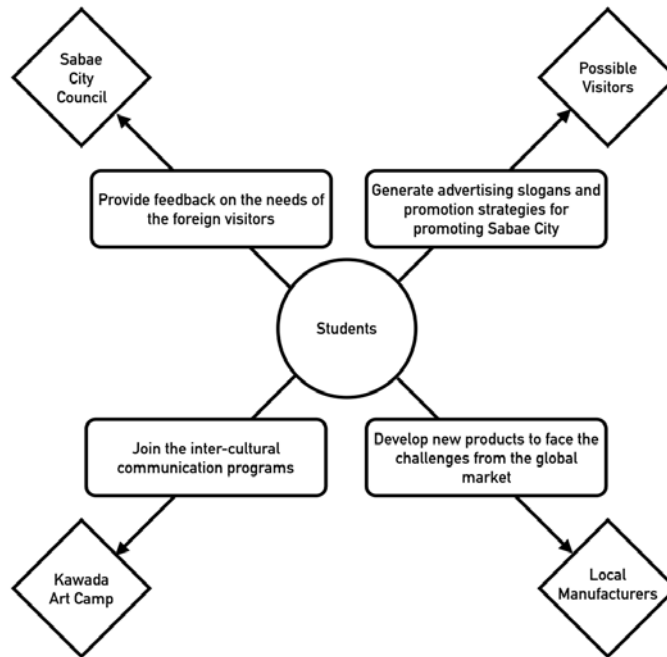 Sabae
City
Council
Possible
Visitors
Provide feedback on the needs of
the foreign visitors
Generate advertising slogans and
promotion strategies for
promoting Sabae City
Students
Join the inter-cultural
communication programs
Develop new products to face the
challenges from the global
market
Kawada
Art Camp
Local
Manufacturers